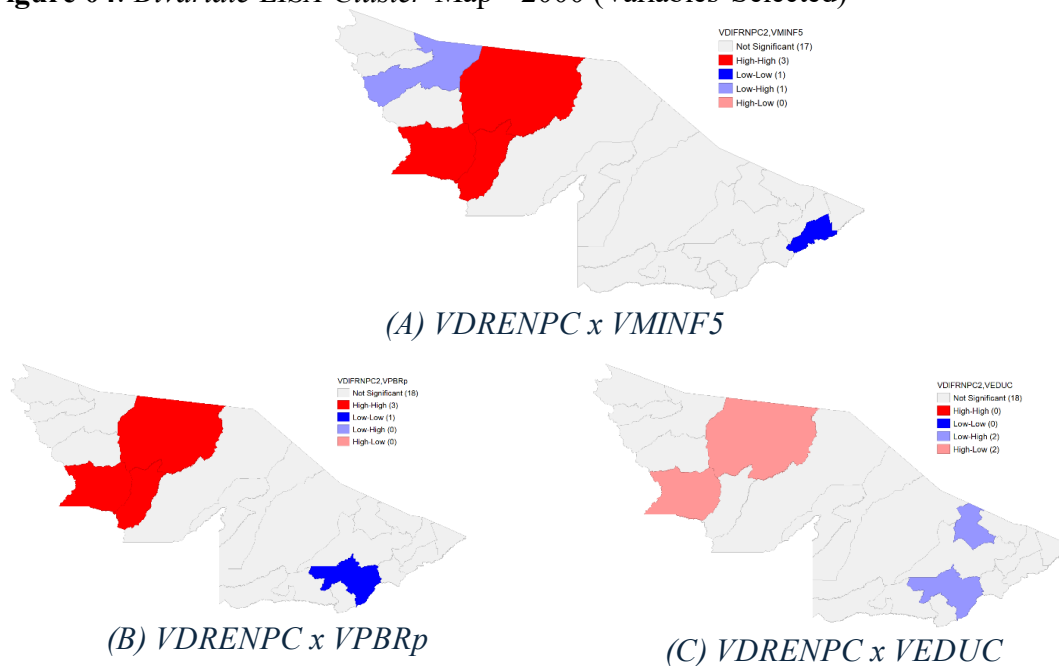 Figure 04: Bivariate LISA Cluster Map - 2000 (Variables Selected)
VDIFRNPC2,VMINF5
Not Significant (17)
High-High (3)
Low-Low (1)
Low-High (1)
High-Low (0)
(A) VDRENPC x VMINF5
VDIFRNPC2,VPBRp
Not Significant (18)
High-High (3)
Low-Low (1)
Low-High (0)
High-Low (0)
(B) VDRENPC x VPBRp
VDIFRNPC2,VEDUC
Not Significant (18)
High-High (0)
Low-Low (0)
Low-High (2)
High-Low (2)
(C) VDRENPC x VEDUC